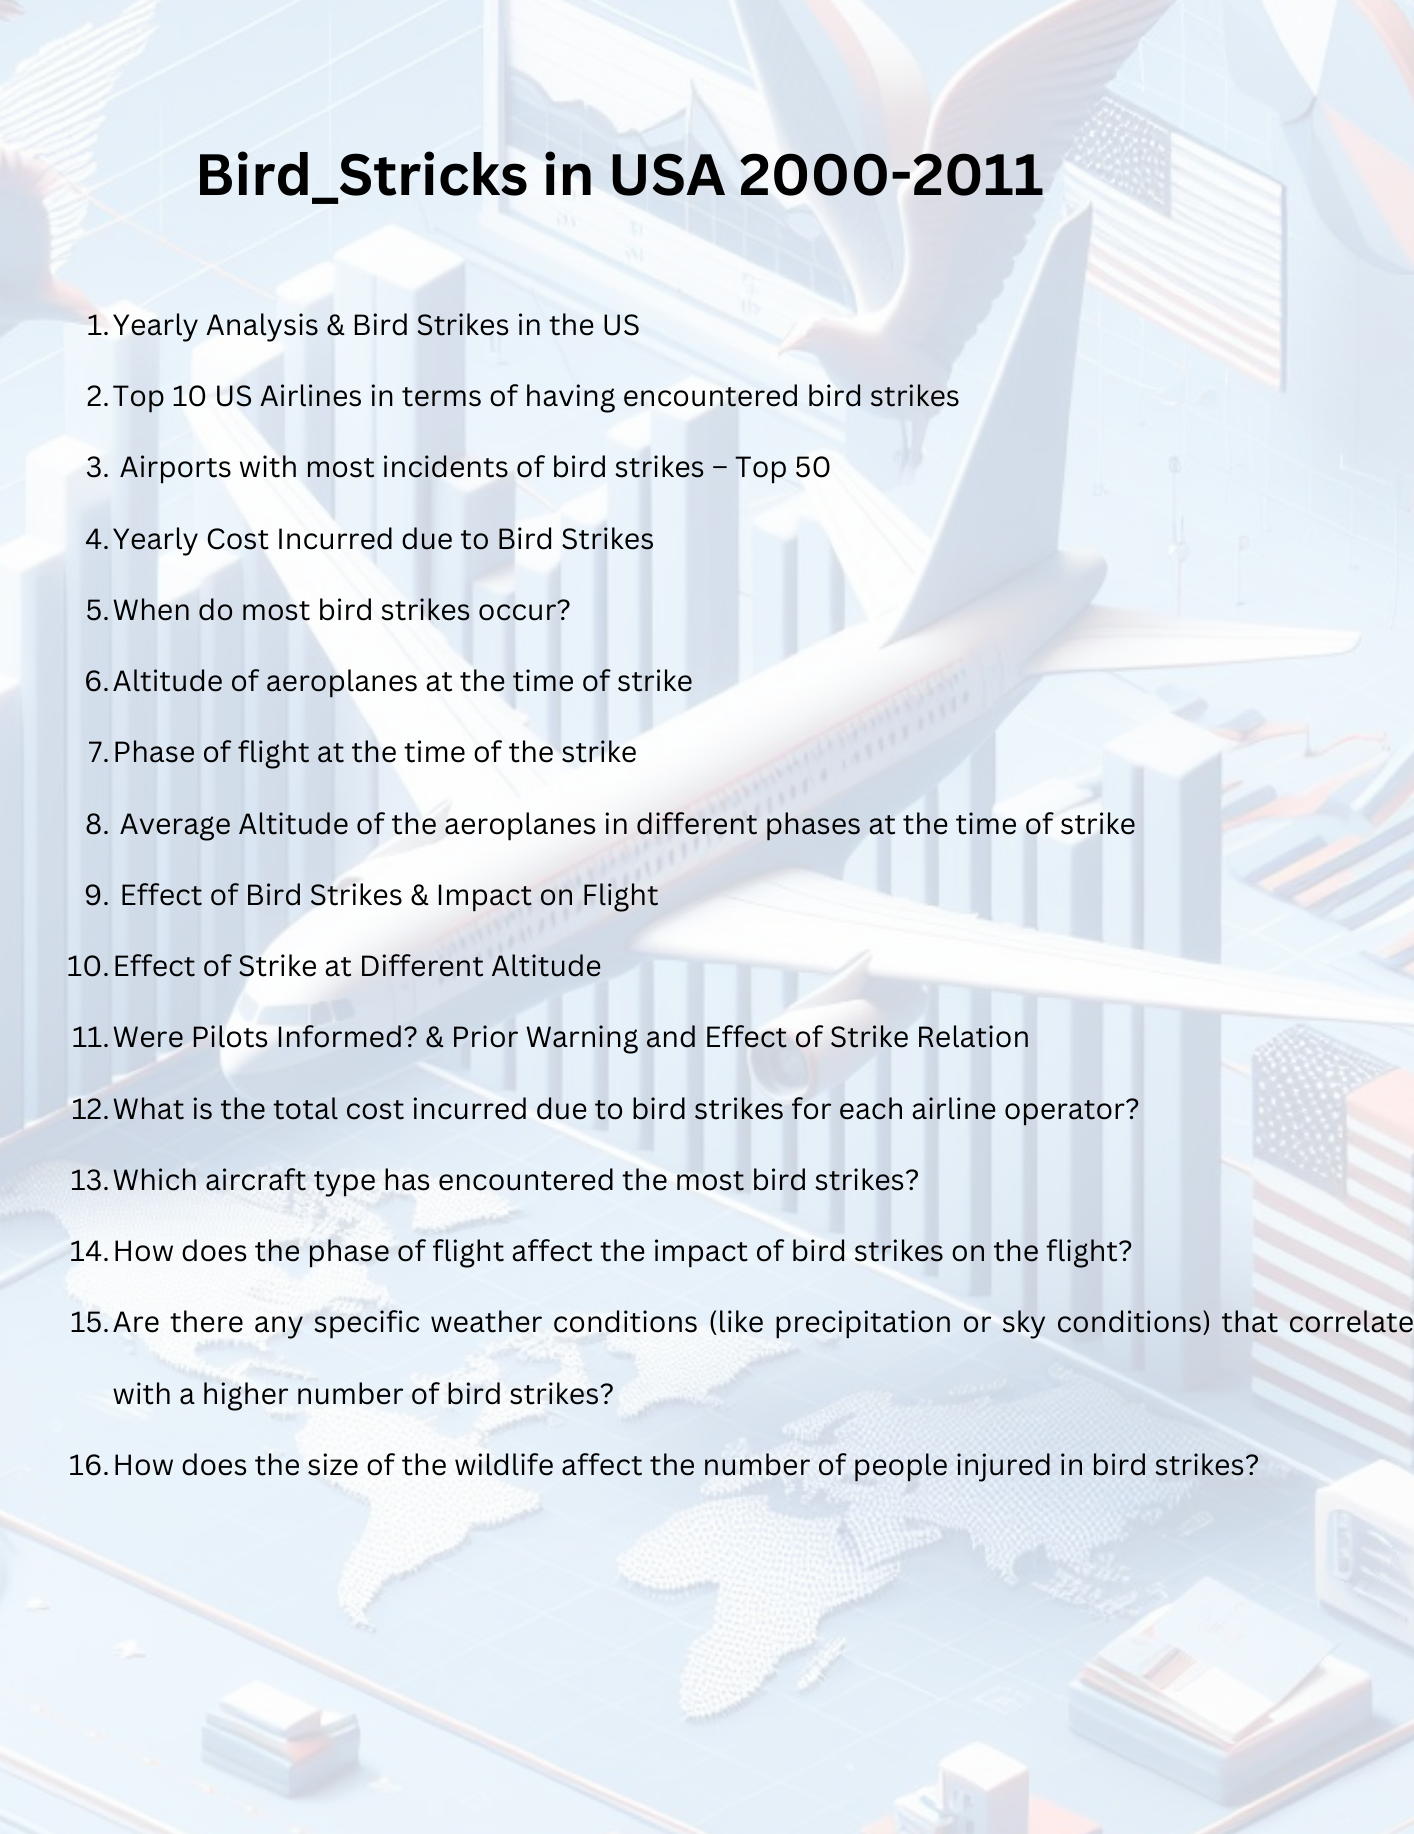 Bird_Stricks in USA 2000-2011
1. Yearly Analysis & Bird Strikes in the US
2. Top 10 US Airlines in terms of having encountered bird strikes
3. Airports with most incidents of bird strikes – Top 50
4. Yearly Cost Incurred due to Bird Strikes
5. When do most bird strikes occur?
6. Altitude of aeroplanes at the time of strike
7. Phase of flight at the time of the strike
8. Average Altitude of the aeroplanes in different phases at the time of strike
9. Effect of Bird Strikes & Impact on Flight
10. Effect of Strike at Different Altitude
11. Were Pilots Informed? & Prior Warning and Effect of Strike Relation
12. What is the total cost incurred due to bird strikes for each airline operator?
13. Which aircraft type has encountered the most bird strikes?
14. How does the phase of flight affect the impact of bird strikes on the flight?
15. Are there any specific weather conditions (like precipitation or sky conditions) that correlate
with a higher number of bird strikes?
16. How does the size of the wildlife affect the number of people injured in bird strikes?